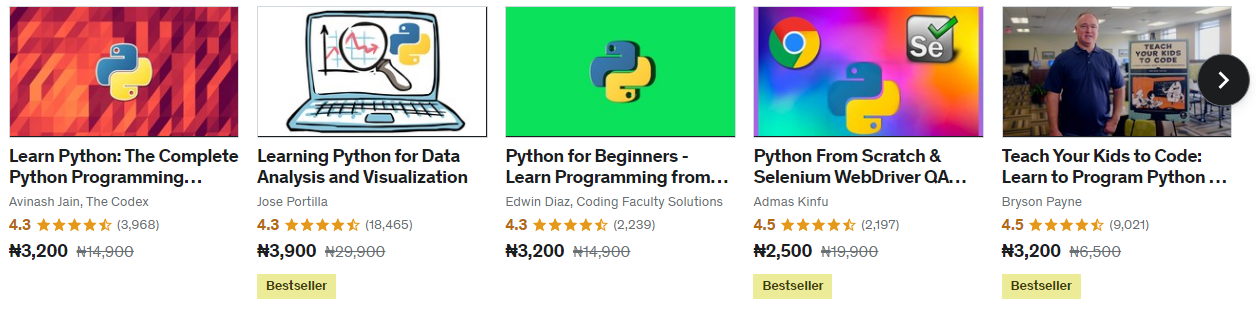 Se
TEACH
YOUR KIDS
TO CODE
Learn Python: The Complete
Python Programming...
Avinash Jain, The Codex
4.3 (3,968)
₦3,200 ₦14,900
Learning Python for Data
Analysis and Visualization
Jose Portilla
4.3 (18,465)
₦3,900 ₦29,900
Bestseller
Python for Beginners -
Learn Programming from...
Edwin Diaz, Coding Faculty Solutions
4.3 (2,239)
₦3,200 ₦14,900
Python From Scratch &
Selenium WebDriver QA...
Admas Kinfu
4.5 (2,197)
₦2,500 ₦19,900
Bestseller
Teach Your Kids to Code:
Learn to Program Python ...
Bryson Payne
4.5 (9,021)
₦3,200 ₦6,500
Bestseller